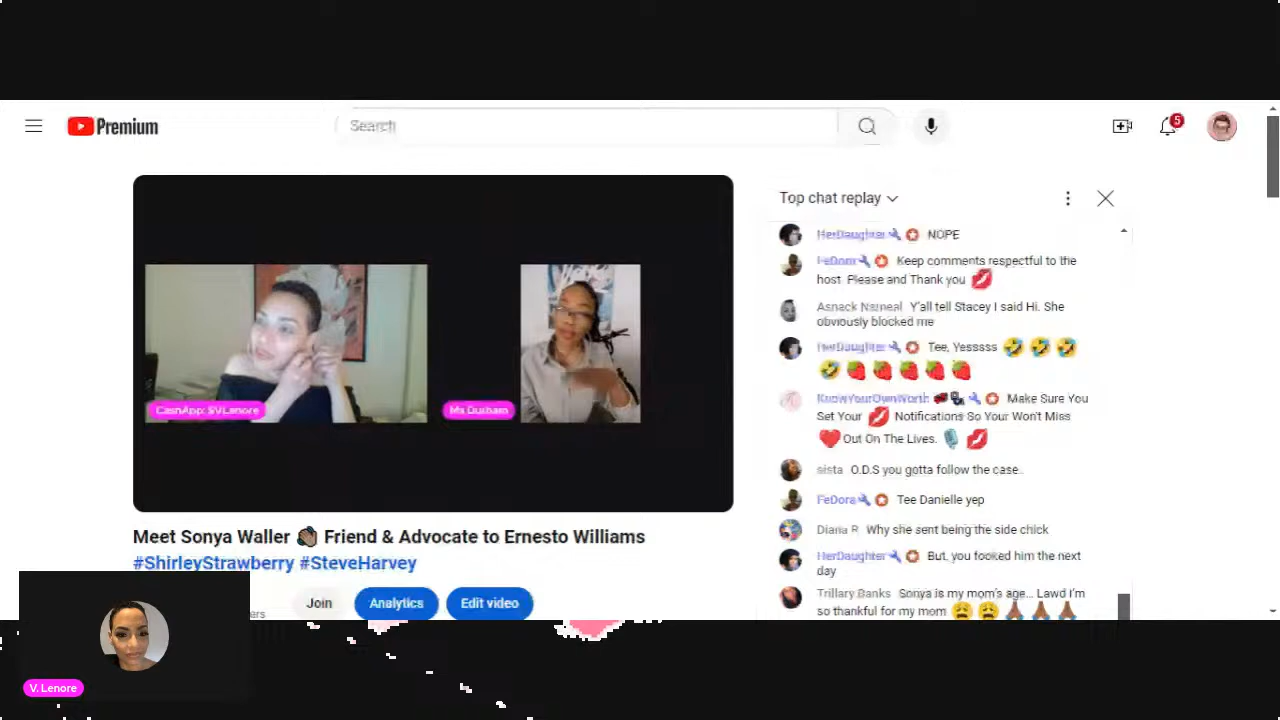 Premium
Search
5
Top chat replay
HerDaughter NOPE
FeDora Keep comments respectful to the
host. Please and Thank you
Asnack Nameal Y'all tell Stacey I said Hi. She
obviously blocked me
HerDaughter Tee, Yesssss
KnowYourOwnWorth Make Sure You
Set Your Notifications So Your Won't Miss
Out On The Lives.
sista O.D.S you gotta follow the case..
FeDora Tee Danielle yep
Diana R Why she sent being the side chick
HerDaughter But, you fooked him the next
day
Trillary Banks Sonya is my mom's age... Lawd I'm
so thankful for my mom
CashApp: $VLenore
Ms Durham
Meet Sonya Waller Friend & Advocate to Ernesto Williams
#ShirleyStrawberry #SteveHarvey
ers
Join
Analytics
Edit video
V. Lenore